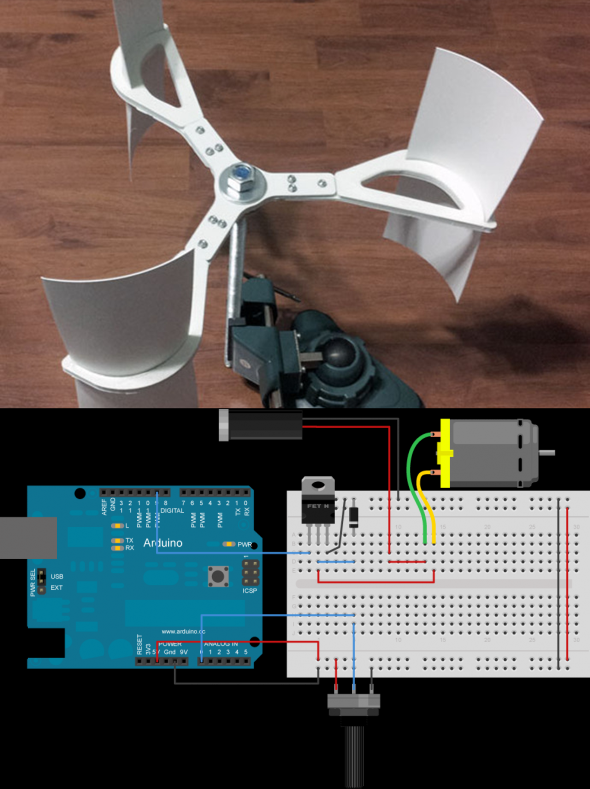 AREF
GND
13
12
PWM 11
PWM 10
PWM 9
8
DIGITAL
7
PWM 6
PWM 5
4
PWM 3
2
TX 1
RX 0
L
TX
RX
Arduino
PWR
PWR SEL
USB
EXT
1
ICSP
www.arduino.cc
POWER
ANALOG IN
RESET
3V3
5V
Gnd
9V
0 1 2 3 4 5
FET N